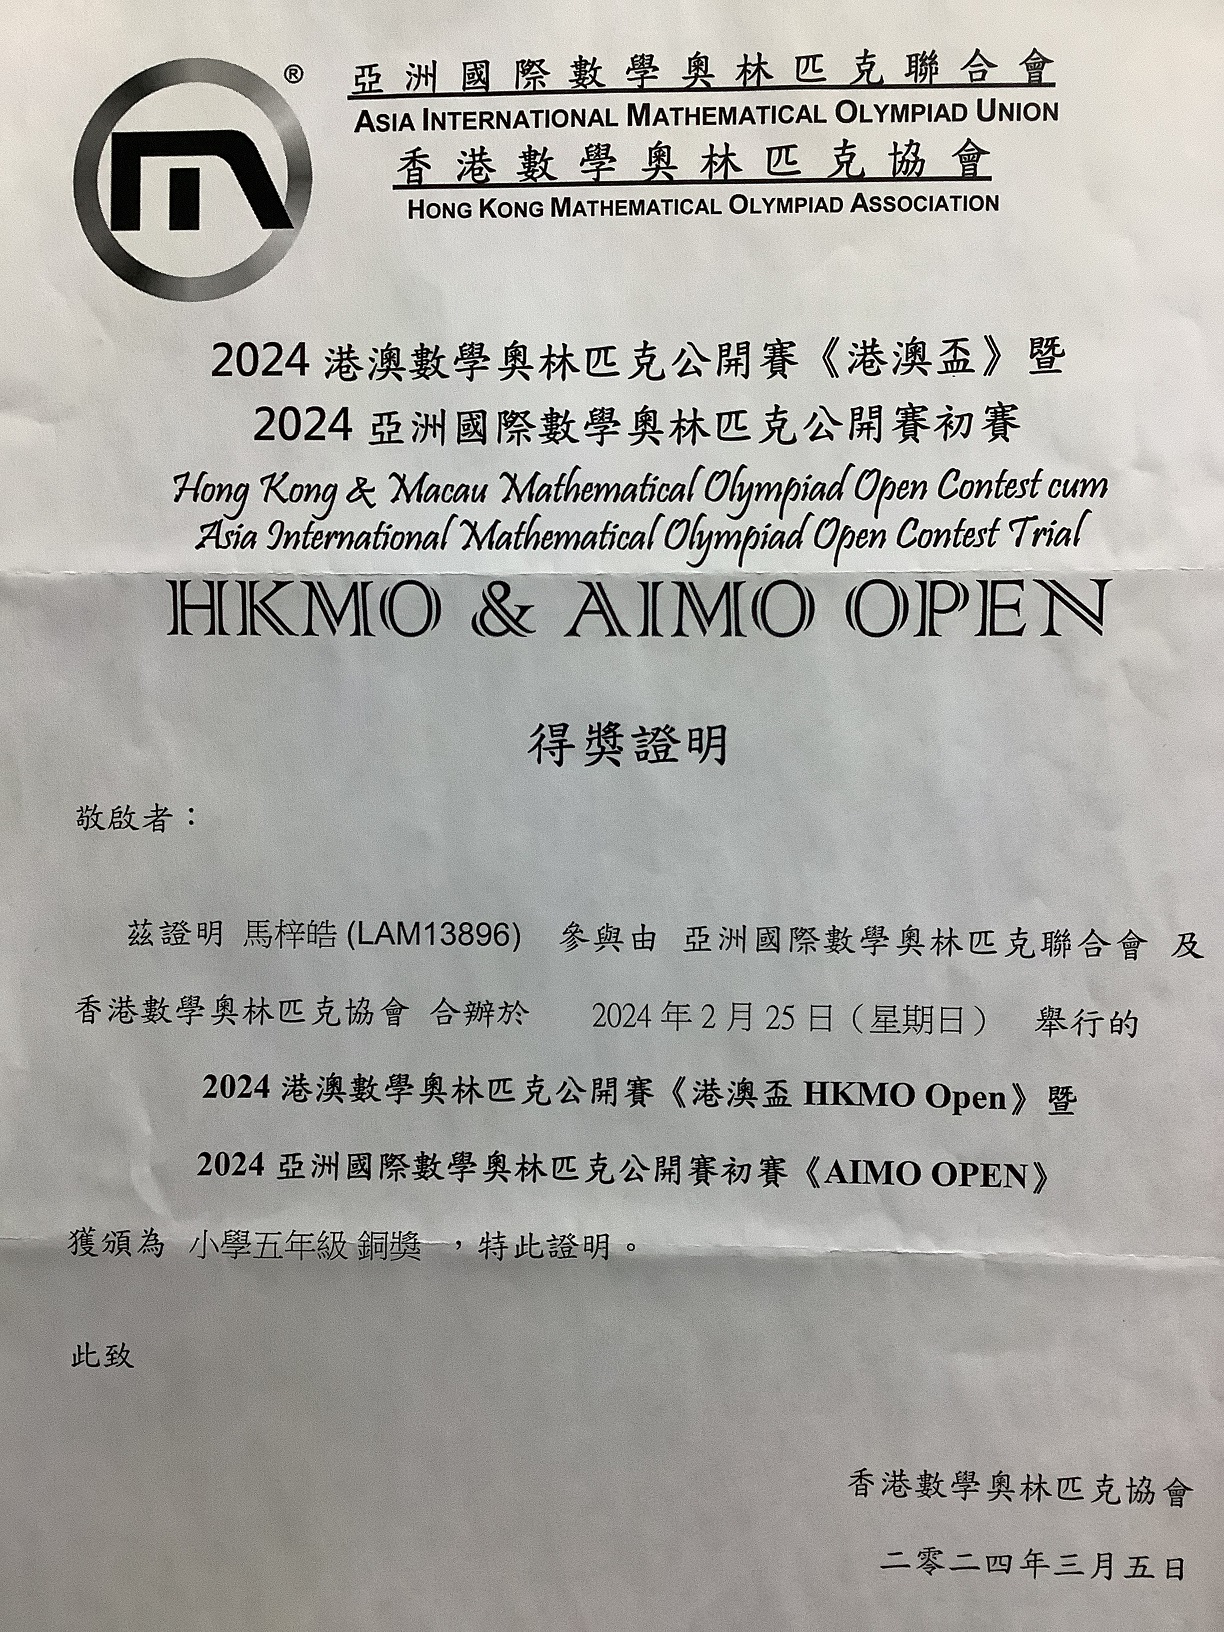 ®
亞洲國際數學奧林匹克聯合會
ASIA INTERNATIONAL MATHEMATICAL OLYMPIAD UNION
香港數學奧林匹克協會
HONG KONG MATHEMATICAL OLYMPIAD ASSOCIATION
2024 港澳數學奧林匹克公開賽《港澳盃》暨
2024 亞洲國際數學奧林匹克公開賽初賽
Hong Kong & Macau Mathematical Olympiad Open Contest cum
Asia International Mathematical Olympiad Open Contest Trial
HKMO & AIMO OPEN
得獎證明
敬啟者：
茲證明 馬梓皓 (LAM13896) 參與由 亞洲國際數學奧林匹克聯合會 及
香港數學奧林匹克協會 合辦於 2024 年 2 月 25 日（星期日） 舉行的
2024 港澳數學奧林匹克公開賽《港澳盃 HKMO Open》暨
2024 亞洲國際數學奧林匹克公開賽初賽《AIMO OPEN》
獲頒為 小學五年級 銅獎 ，特此證明。
此致
香港數學奧林匹克協會
二零二四年三月五日